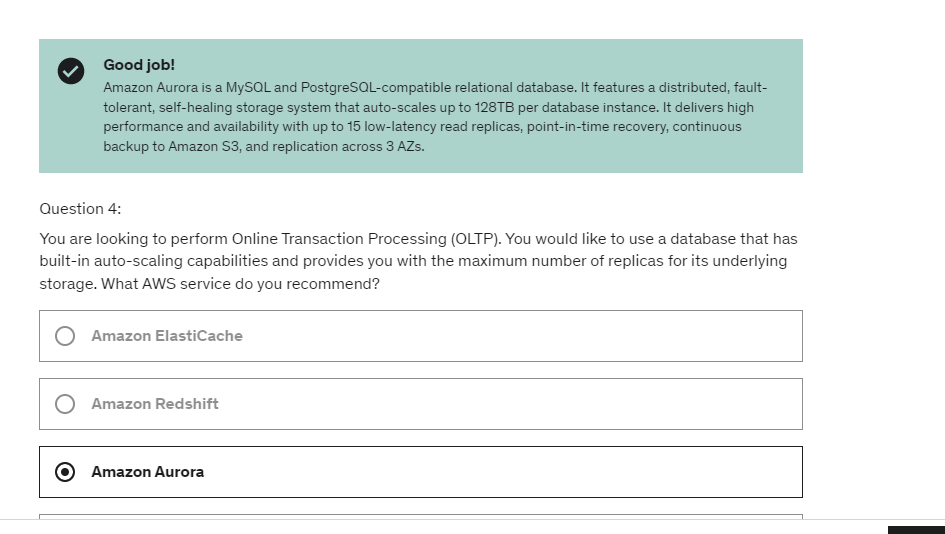 Good job!
Amazon Aurora is a MySQL and PostgreSQL-compatible relational database. It features a distributed, fault-
tolerant, self-healing storage system that auto-scales up to 128TB per database instance. It delivers high
performance and availability with up to 15 low-latency read replicas, point-in-time recovery, continuous
backup to Amazon S3, and replication across 3 AZs.
Question 4:
You are looking to perform Online Transaction Processing (OLTP). You would like to use a database that has
built-in auto-scaling capabilities and provides you with the maximum number of replicas for its underlying
storage. What AWS service do you recommend?
Amazon ElastiCache
Amazon Redshift
Amazon Aurora